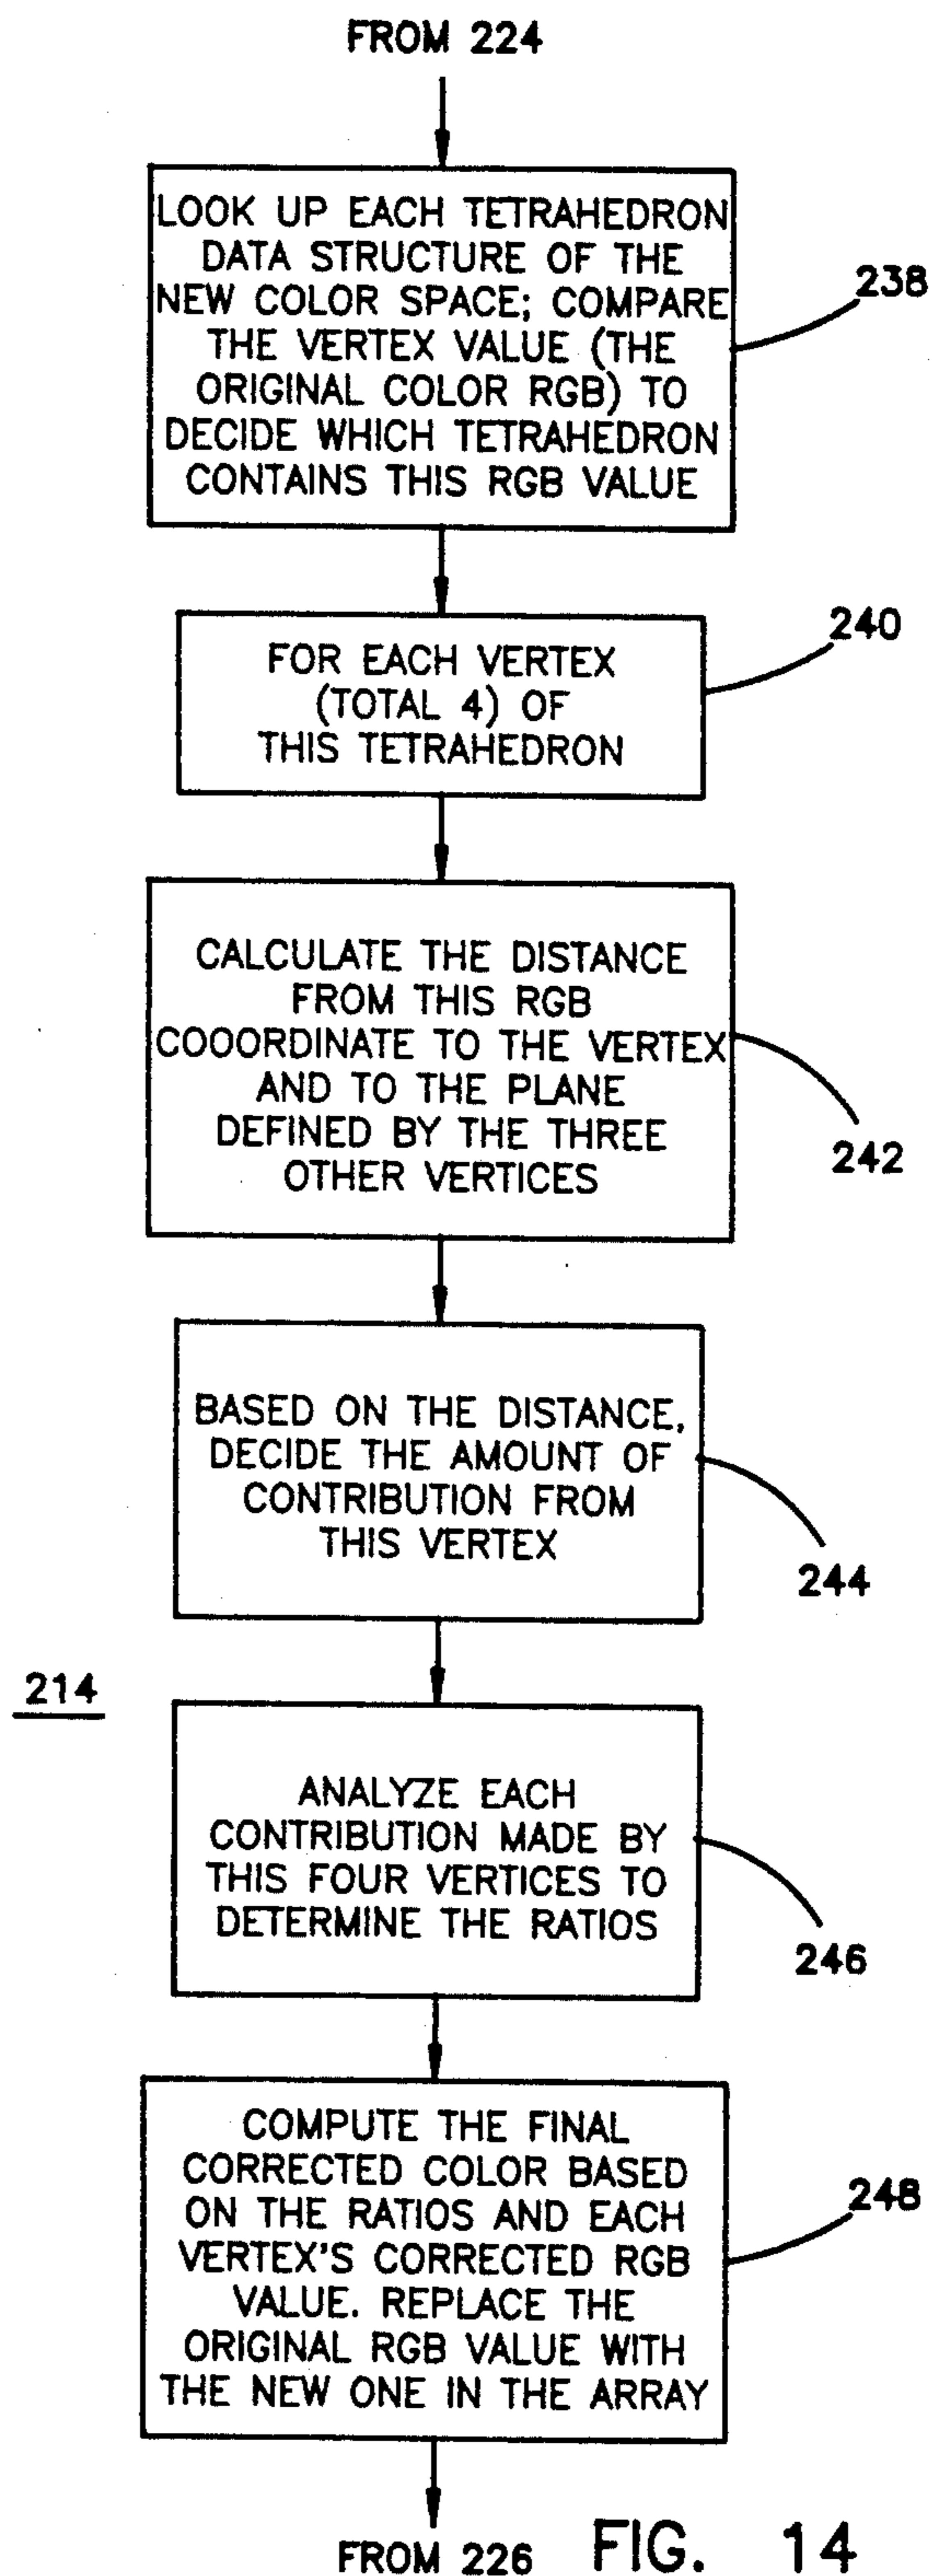 FROM 224
LOOK UP EACH TETRAHEDRON
DATA STRUCTURE OF THE
NEW COLOR SPACE; COMPARE
THE VERTEX VALUE (THE
ORIGINAL COLOR RGB) TO
DECIDE WHICH TETRAHEDRON
CONTAINS THIS RGB VALUE
238
FOR EACH VERTEX
(TOTAL 4) OF
THIS TETRAHEDRON
240
CALCULATE THE DISTANCE
FROM THIS RGB
COOORDINATE TO THE VERTEX
AND TO THE PLANE
DEFINED BY THE THREE
OTHER VERTICES
242
BASED ON THE DISTANCE,
DECIDE THE AMOUNT OF
CONTRIBUTION FROM
THIS VERTEX
244
214
ANALYZE EACH
CONTRIBUTION MADE BY
THIS FOUR VERTICES TO
DETERMINE THE RATIOS
246
COMPUTE THE FINAL
CORRECTED COLOR BASED
ON THE RATIOS AND EACH
VERTEX'S CORRECTED RGB
VALUE. REPLACE THE
ORIGINAL RGB VALUE WITH
THE NEW ONE IN THE ARRAY
248
FROM 226
FIG. 14